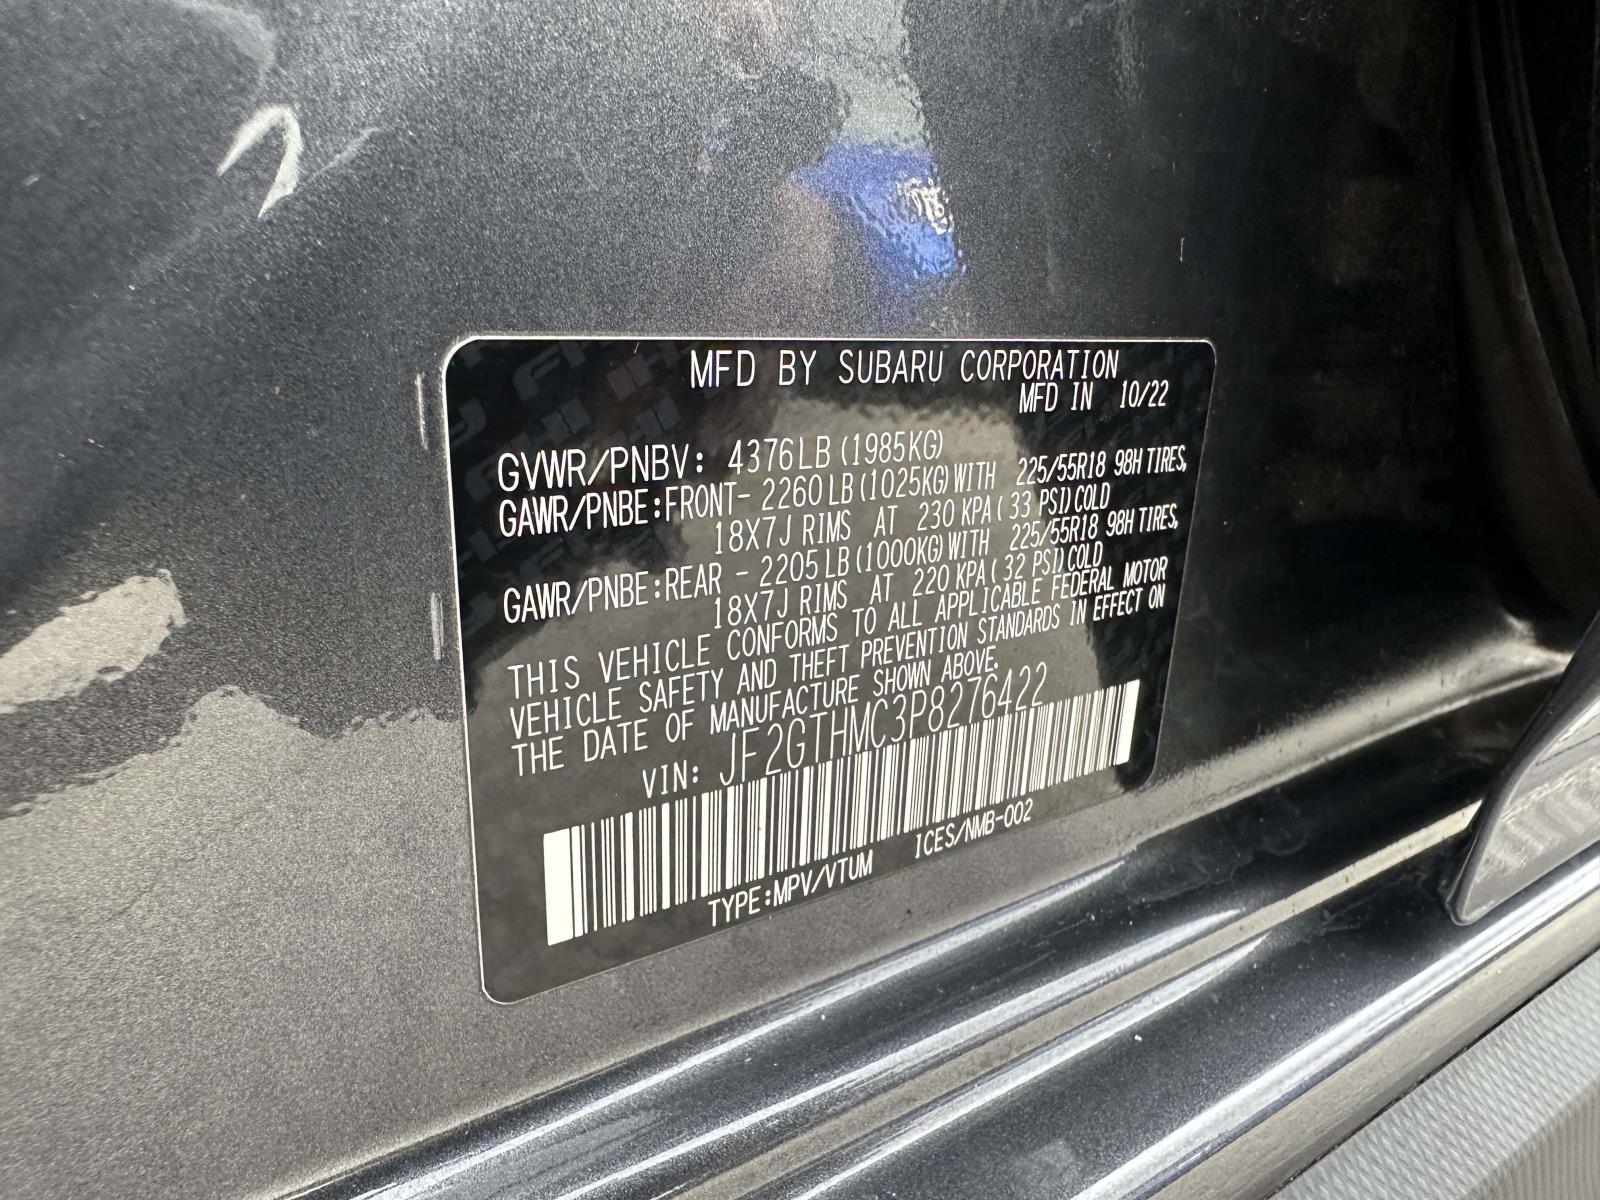 MFD BY SUBARU CORPORATION
MFD IN 10/22
GVWR/PNBV: 4376LB (1985KG)
GAWR/PNBE:FRONT- 2260 LB (1025KG) WITH 225/55R18 98H TIRES,
18X7J RIMS AT 230 KPA ( 33 PSI) COLD
GAWR/PNBE:REAR - 2205 LB (1000KG) WITH 225/55R18 98H TIRES,
18X7J RIMS AT 220 KPA ( 32 PSI) COLD
THIS VEHICLE CONFORMS TO ALL APPLICABLE FEDERAL MOTOR
VEHICLE SAFETY AND THEFT PREVENTION STANDARDS IN EFFECT ON
THE DATE OF MANUFACTURE SHOWN ABOVE.
VIN: JF2GTHMC3P8276422
TYPE:MPV/VTUM ICES/NMB-002